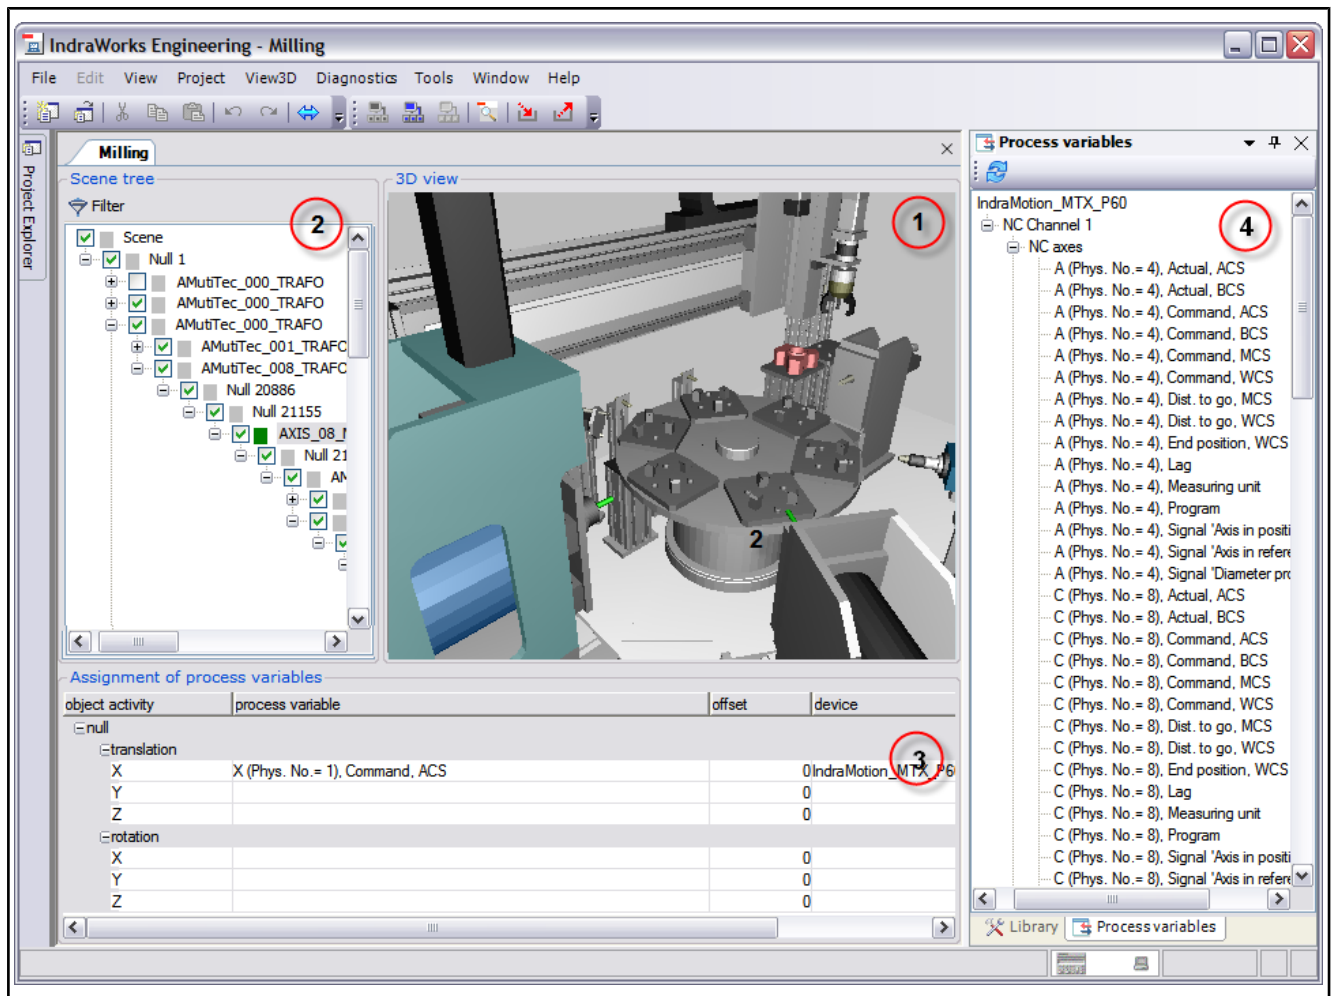 IndraWorks Engineering - Milling
File Edit View Project View3D Diagnostics Tools Window Help
Project Explorer
Milling
Scene tree
Filter
2
Scene
Null 1
AMutiTec_000_TRAFO
AMutiTec_000_TRAFO
AMutiTec_000_TRAFO
AMutiTec_001_TRAFC
AMutiTec_008_TRAFC
Null 20886
Null 21155
AXIS_08_
Null 21
AM
3D view
1
2
Process variables
4
IndraMotion_MTX_P60
NC Channel 1
NC axes
A (Phys. No.= 4), Actual, ACS
A (Phys. No.= 4), Actual, BCS
A (Phys. No.= 4), Command, ACS
A (Phys. No.= 4), Command, BCS
A (Phys. No.= 4), Command, MCS
A (Phys. No.= 4), Command, WCS
A (Phys. No.= 4), Dist. to go, MCS
A (Phys. No.= 4), Dist. to go, WCS
A (Phys. No.= 4), End position, WCS
A (Phys. No.= 4), Lag
A (Phys. No.= 4), Measuring unit
A (Phys. No.= 4), Program
A (Phys. No.= 4), Signal 'Axis in positi
A (Phys. No.= 4), Signal 'Axis in refere
A (Phys. No.= 4), Signal 'Diameter pro
C (Phys. No.= 8), Actual, ACS
C (Phys. No.= 8), Actual, BCS
C (Phys. No.= 8), Command, ACS
C (Phys. No.= 8), Command, BCS
C (Phys. No.= 8), Command, MCS
C (Phys. No.= 8), Command, WCS
C (Phys. No.= 8), Dist. to go, MCS
C (Phys. No.= 8), Dist. to go, WCS
C (Phys. No.= 8), End position, WCS
C (Phys. No.= 8), Lag
C (Phys. No.= 8), Measuring unit
C (Phys. No.= 8), Program
C (Phys. No.= 8), Signal 'Axis in positi
C (Phys. No.= 8), Signal 'Axis in refere
Library Process variables
Assignment of process variables
object activity process variable offset device
null
translation
3
X X (Phys. No.= 1), Command, ACS 0 IndraMotion_MTX_P6
Y 0
Z 0
rotation
X 0
Y 0
Z 0